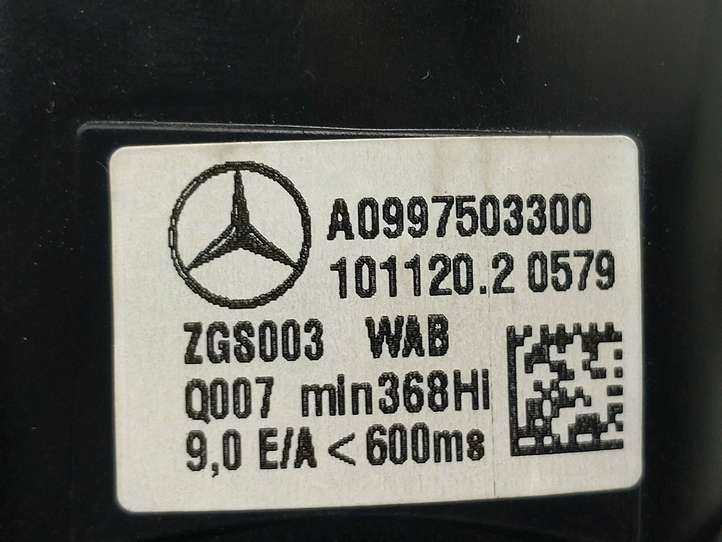 A0997503300
101120.2 0579
ZGS003 WAB
Q007 min368Hi
9,0 E/A < 600ms